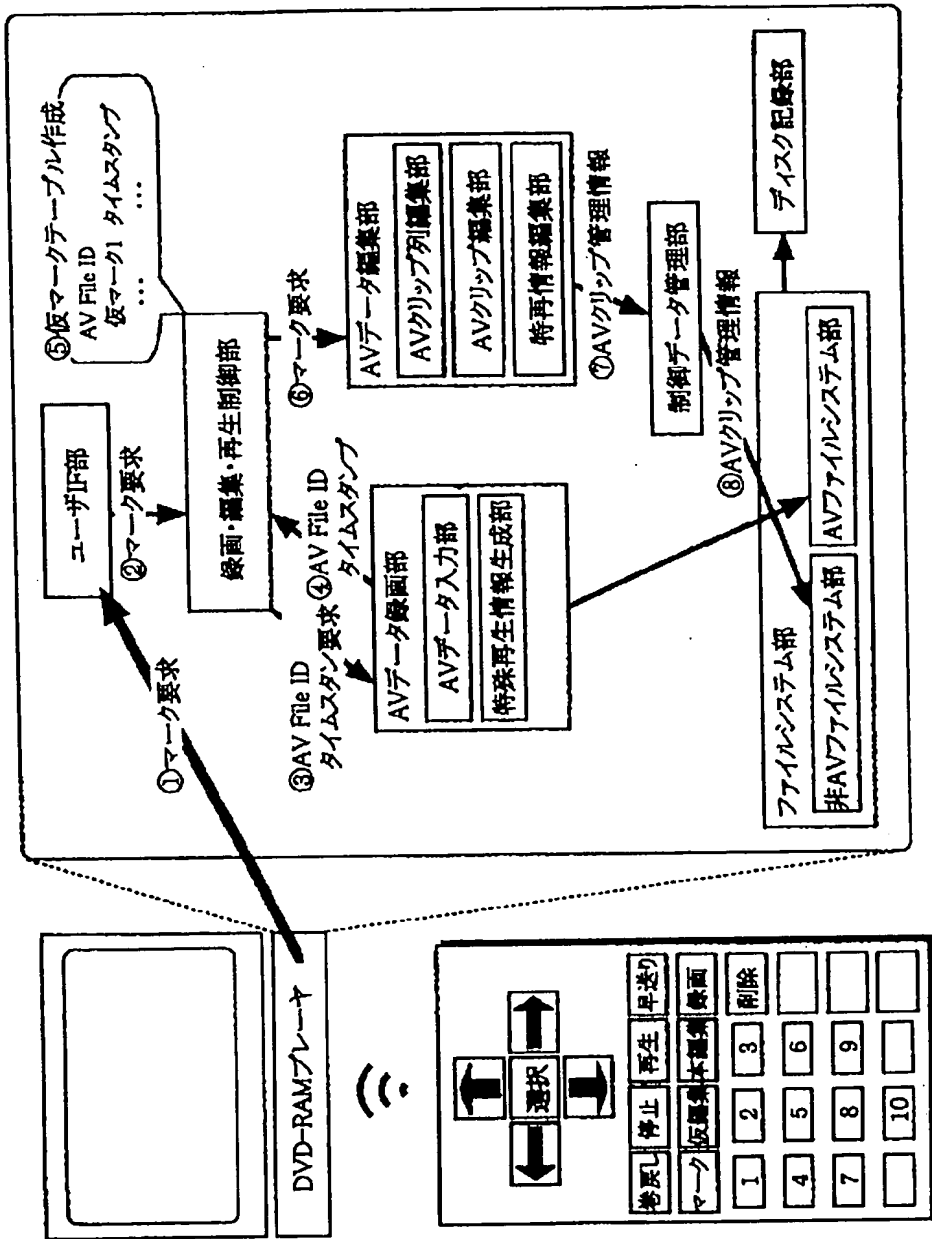 DVD-RAMプレーヤ
選択
巻戻し 停止 再生 早送り
マーク 仮編集 本編集 録画
1 2 3 削除
4 5 6
7 8 9
10
①マーク要求
ユーザIF部
②マーク要求
録画・編集・再生制御部
⑤仮マークテーブル作成
AV File ID
仮マーク1 タイムスタンプ
・・・ ・・・
③AV File ID
タイムスタン要求
④AV File ID
タイムスタンプ
⑥マーク要求
AVデータ録画部
AVデータ入力部
特殊再生情報生成部
AVデータ編集部
AVクリップ列編集部
AVクリップ編集部
特再情報編集部
⑦AVクリップ管理情報
制御データ管理部
⑧AVクリップ管理情報
ファイルシステム部
非AVファイルシステム部
AVファイルシステム部
ディスク記録部